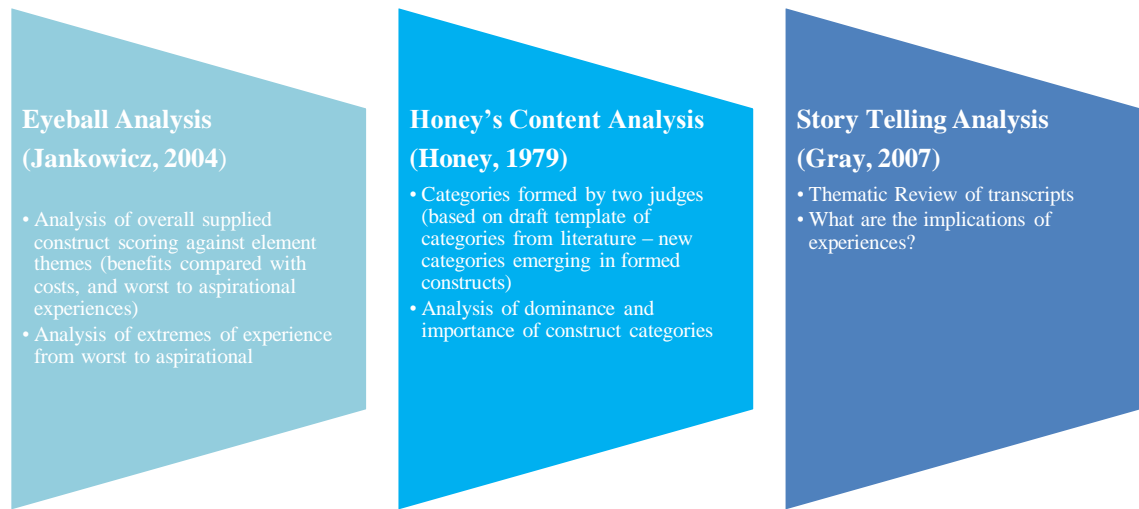 Eyeball Analysis
(Jankowicz, 2004)
• Analysis of overall supplied
construct scoring against element
themes (benefits compared with
costs, and worst to aspirational
experiences)
• Analysis of extremes of experience
from worst to aspirational
Honey’s Content Analysis
(Honey, 1979)
• Categories formed by two judges
(based on draft template of
categories from literature – new
categories emerging in formed
constructs)
• Analysis of dominance and
importance of construct categories
Story Telling Analysis
(Gray, 2007)
• Thematic Review of transcripts
• What are the implications of
experiences?